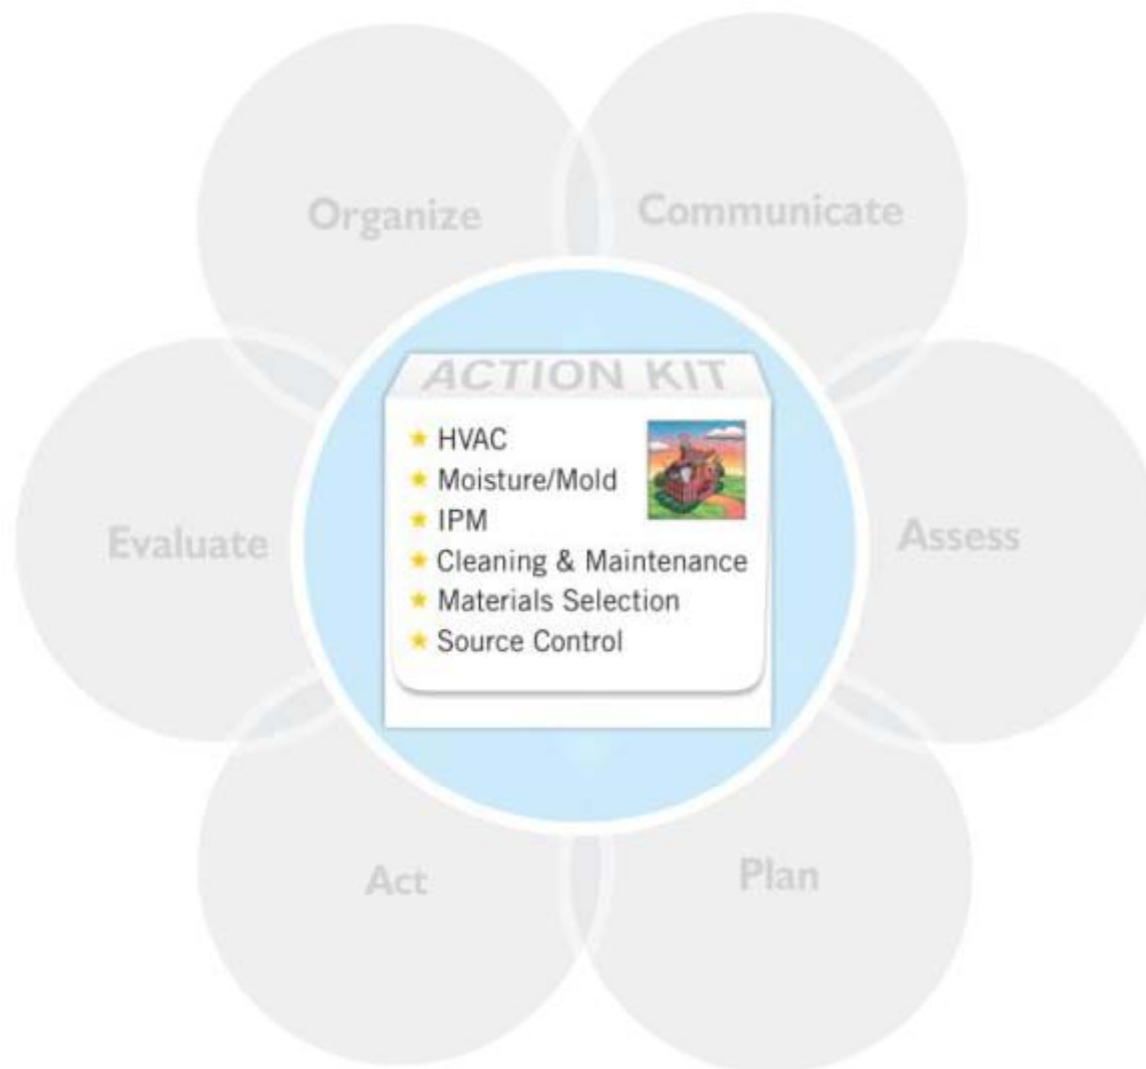 Organize
Communicate
ACTION KIT
HVAC
Moisture/Mold
IPM
Cleaning & Maintenance
Materials Selection
Source Control
Evaluate
Assess
Act
Plan